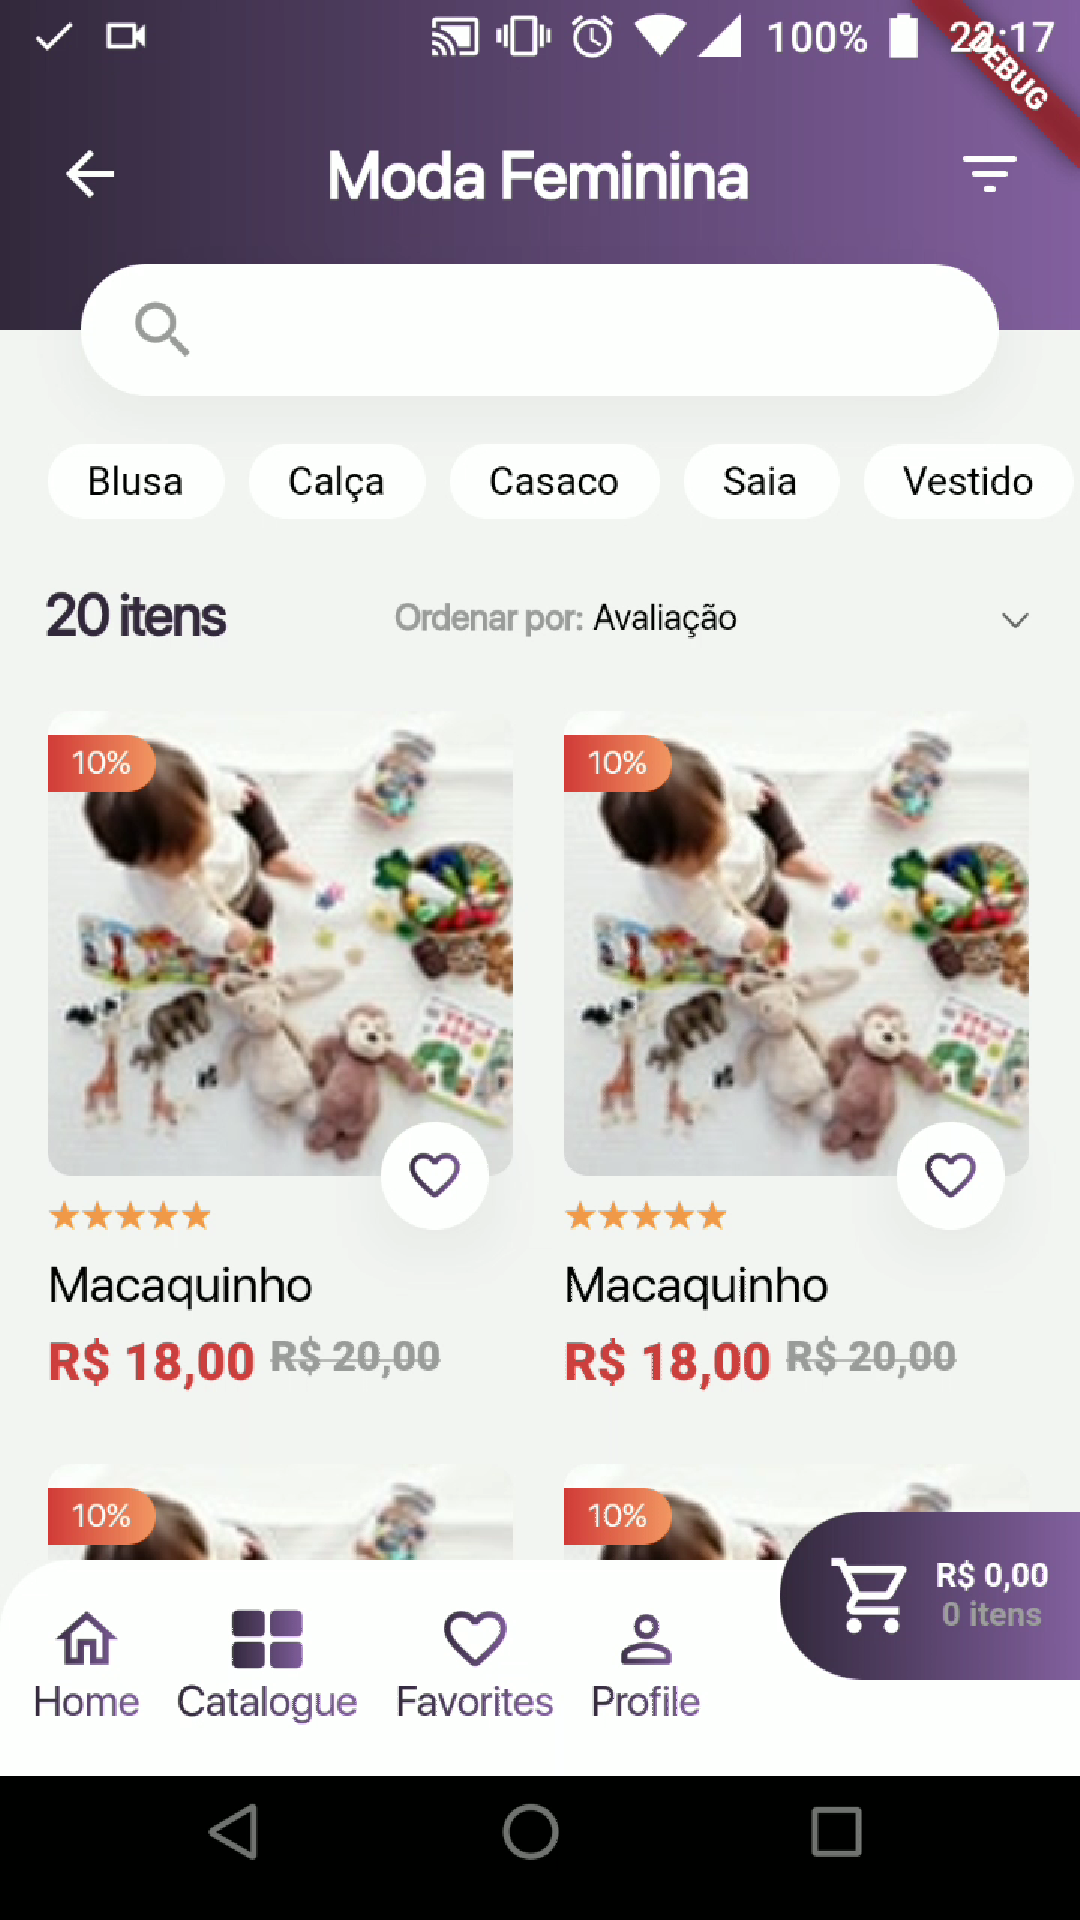 100% 22:17
DEBUG
Moda Feminina
Blusa Calça Casaco Saia Vestido
20 itens Ordenar por: Avaliação
10% 10%
Macaquinho Macaquinho
R$ 18,00 R$ 20,00 R$ 18,00 R$ 20,00
10% 10%
R$ 0,00
0 itens
Home Catalogue Favorites Profile